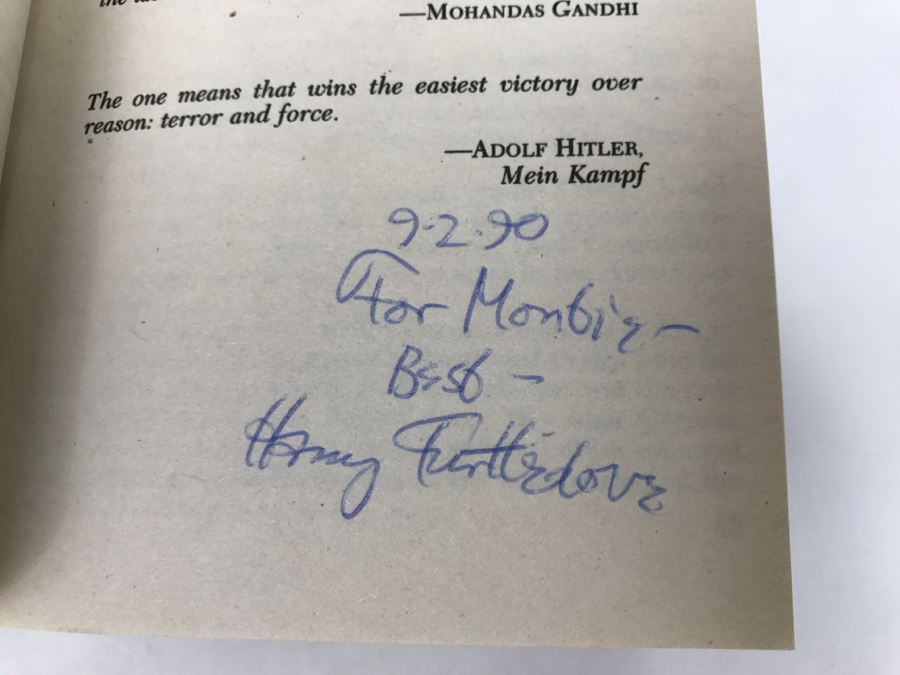 —MOHANDAS GANDHI
The one means that wins the easiest victory over
reason: terror and force.
—ADOLF HITLER,
Mein Kampf
9.2.90
For
Best –
Harry Turtledove